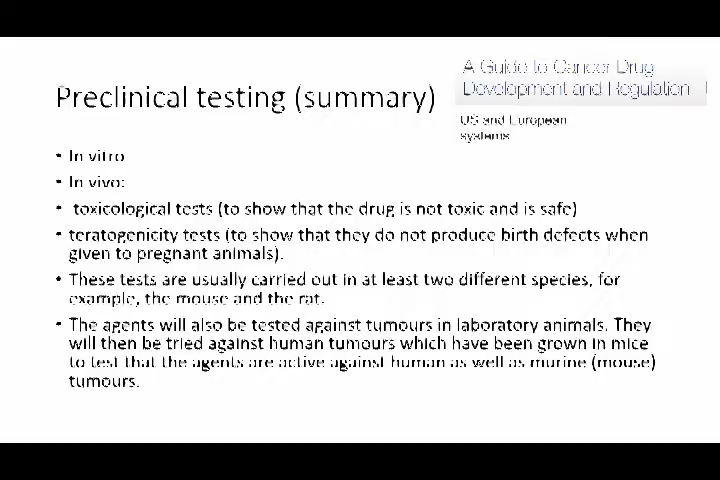 A Guide to Cancer Drug
Development and Regulation
Preclinical testing (summary)
US and European
systems
• In vitro
• In vivo:
• toxicological tests (to show that the drug is not toxic and is safe)
• teratogenicity tests (to show that they do not produce birth defects when
given to pregnant animals).
• These tests are usually carried out in at least two different species, for
example, the mouse and the rat.
• The agents will also be tested against tumours in laboratory animals. They
will then be tried against human tumours which have been grown in mice
to test that the agents are active against human as well as murine (mouse)
tumours.